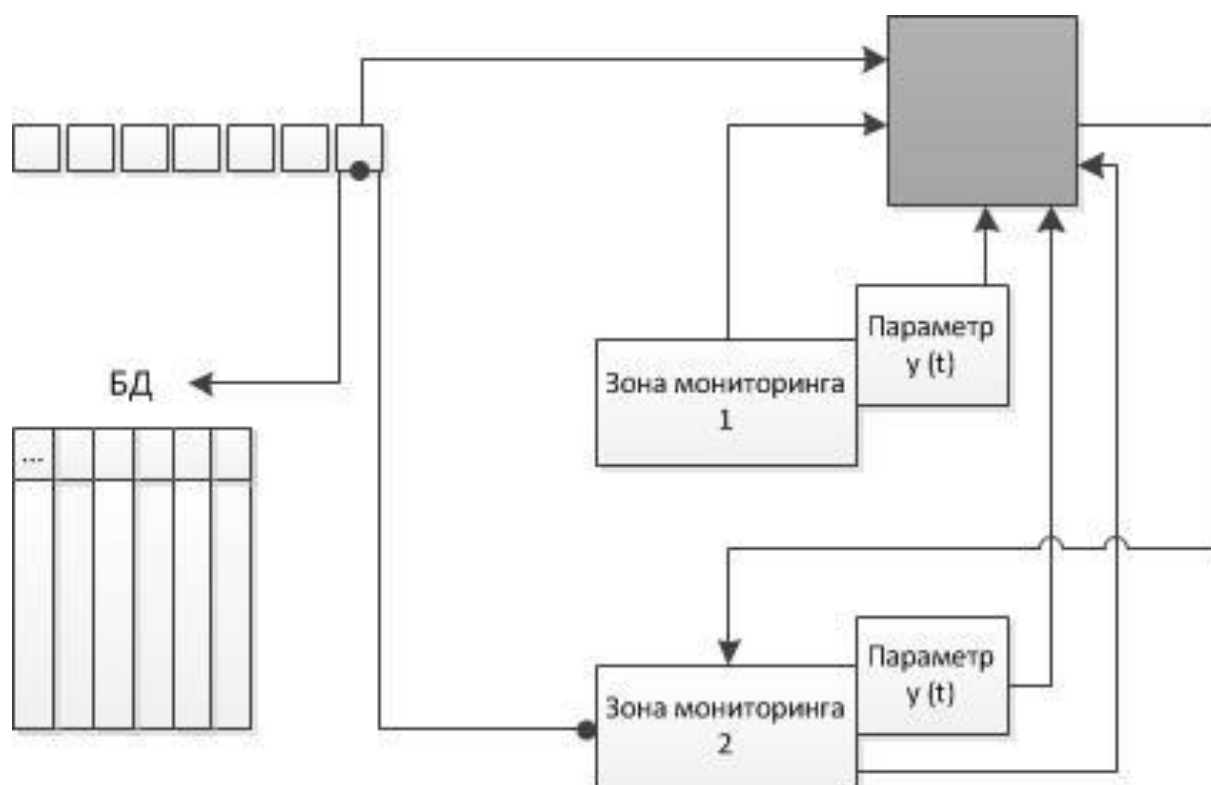 Параметр
y (t)
Зона мониторинга
1
БД
...
Параметр
y (t)
Зона мониторинга
2